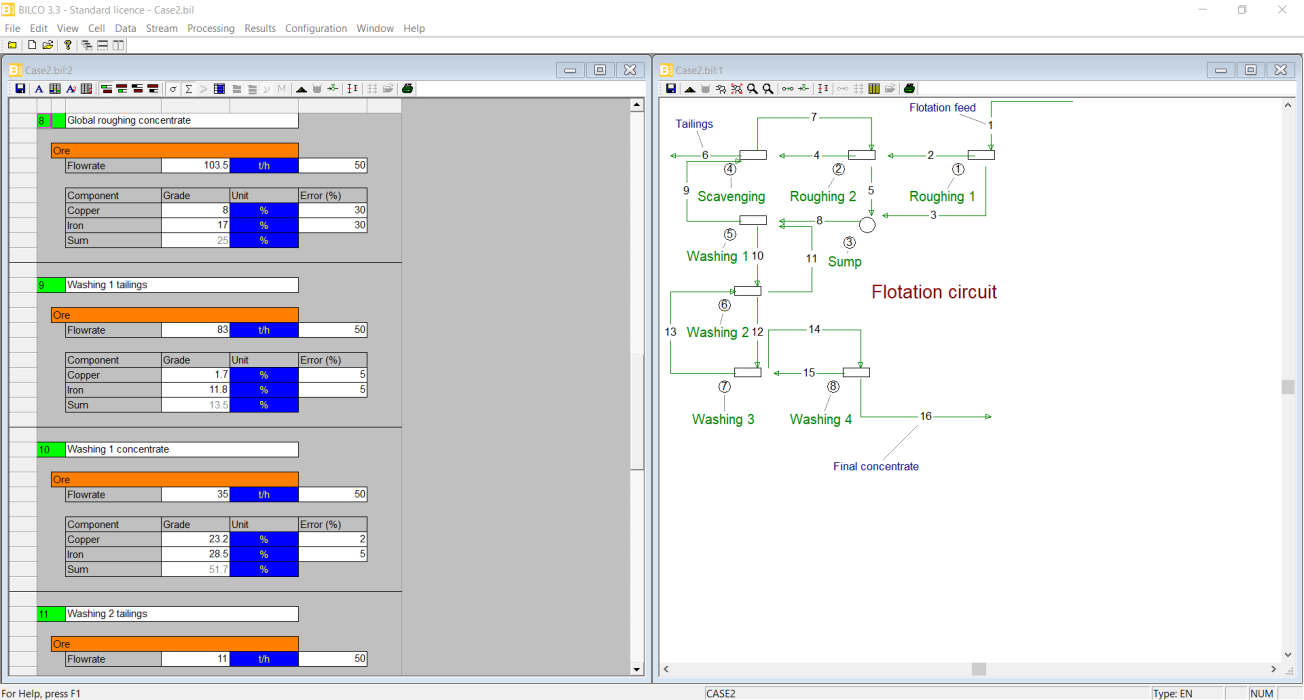 BILCO 3.3 - Standard licence - Case2.bil
File Edit View Cell Data Stream Processing Results Configuration Window Help
Case2.bil:2
8 Global roughing concentrate
Ore
Flowrate 103.5 t/h 50
Component Grade Unit Error (%)
Copper 8 % 30
Iron 17 % 30
Sum 25 %
9 Washing 1 tailings
Ore
Flowrate 83 t/h 50
Component Grade Unit Error (%)
Copper 1.7 % 5
Iron 11.8 % 5
Sum 13.5 %
10 Washing 1 concentrate
Ore
Flowrate 35 t/h 50
Component Grade Unit Error (%)
Copper 23.2 % 2
Iron 28.5 % 5
Sum 51.7 %
11 Washing 2 tailings
Ore
Flowrate 11 t/h 50
Case2.bil:1
Flotation feed
7
Tailings
1
6 4 2
4 2 1
9 Scavenging Roughing 2 5 Roughing 1
3
8
5
3
Washing 1 10 11 Sump
Flotation circuit
6
13 Washing 2 12 14
15
7 8
Washing 3 Washing 4 16
Final concentrate
For Help, press F1 CASE2 Type: EN NUM